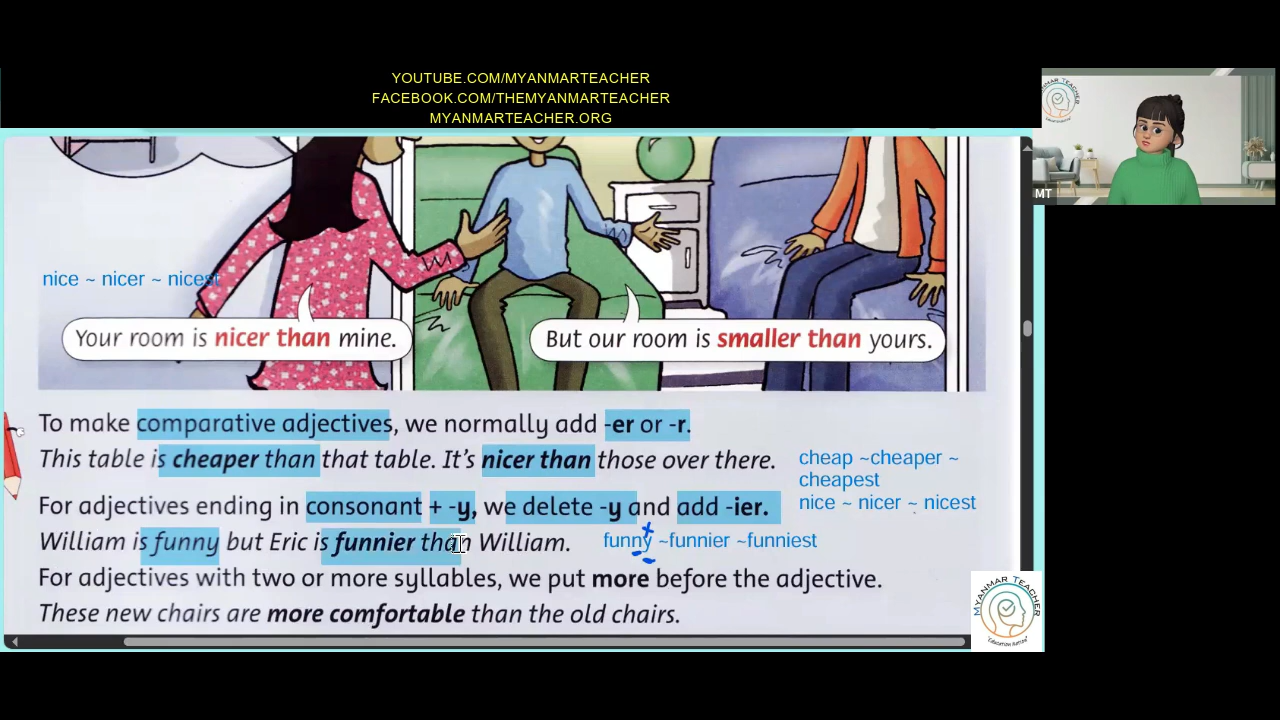 YOUTUBE.COM/MYANMARTEACHER
FACEBOOK.COM/THEMYANMARTEACHER
MYANMARTEACHER.ORG
MT
nice ~ nicer ~ nicest
Your room is nicer than mine.
But our room is smaller than yours.
To make comparative adjectives, we normally add -er or -r.
This table is cheaper than that table. It's nicer than those over there.
cheap ~cheaper ~
cheapest
nice ~ nicer ~ nicest
For adjectives ending in consonant + -y, we delete -y and add -ier.
William is funny but Eric is funnier than William.
funny ~funnier ~funniest
For adjectives with two or more syllables, we put more before the adjective.
These new chairs are more comfortable than the old chairs.
MYANMAR TEACHER